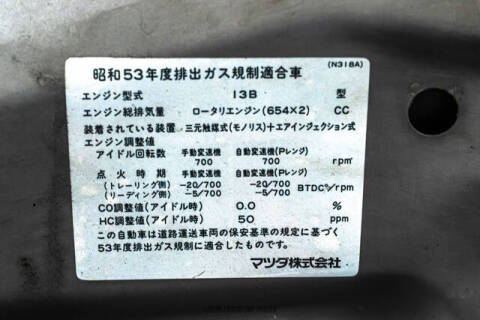 昭和53年度排出ガス規制適合車 (N318A)
エンジン型式 13B 型
エンジン総排気量 ロータリエンジン(654×2) CC
装着されている装置 三元触媒式(モノリス)+エアインジェクション式
エンジン調整値
アイドル回転数 手動変速機 700 自動変速機(Pレンジ) 700 rpm
点火時期 手動変速機 自動変速機(Pレンジ)
(トレーリング側) -20/700 -20/700 BTDC°/rpm
(リーディング側) -5/700 -5/700
CO調整値(アイドル時) 0.0 %
HC調整値(アイドル時) 50 ppm
この自動車は道路運送車両の保安基準の規定に基づく
53年度排出ガス規制に適合したものです。
マツダ株式会社